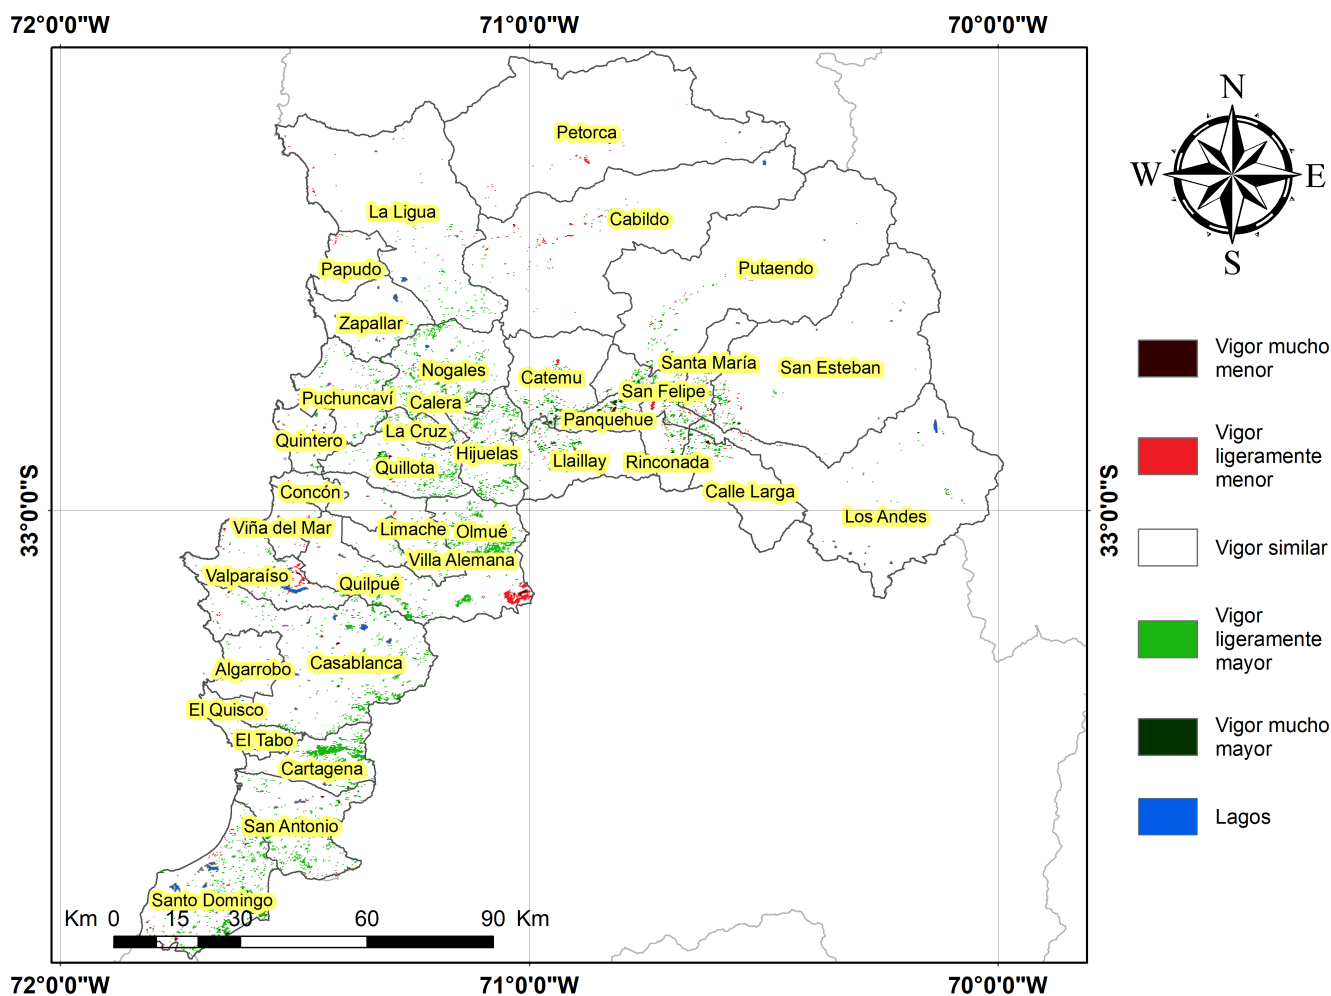 72°0'0"W
71°0'0"W
70°0'0"W
N
W
E
S
Petorca
La Ligua
Cabildo
Papudo
Putaendo
Zapallar
Nogales
Catemu
Santa María
San Esteban
Puchuncaví
Calera
San Felipe
Panquehue
La Cruz
Quintero
Hijuelas
Quillota
Llaillay
Rinconada
Concón
Calle Larga
Los Andes
Viña del Mar
Limache
Olmué
Villa Alemana
Valparaíso
Quilpué
Casablanca
Algarrobo
El Quisco
El Tabo
Cartagena
San Antonio
Santo Domingo
33°0'0"S
33°0'0"S
Vigor mucho
menor
Vigor
ligeramente
menor
Vigor similar
Vigor
ligeramente
mayor
Vigor mucho
mayor
Lagos
Km 0 15 30 60 90 Km
72°0'0"W
71°0'0"W
70°0'0"W